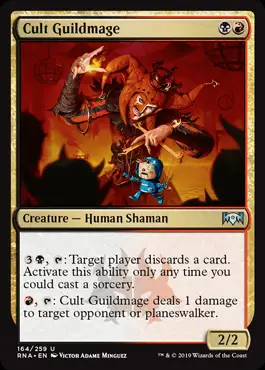 Cult Guildmage
Creature — Human Shaman
3, : Target player discards a card.
Activate this ability only any time you
could cast a sorcery.
, : Cult Guildmage deals 1 damage
to target opponent or planeswalker.
2/2
164/259 U
RNA • EN VICTOR ADAME MINGUEZ
™ & © 2019 Wizards of the Coast